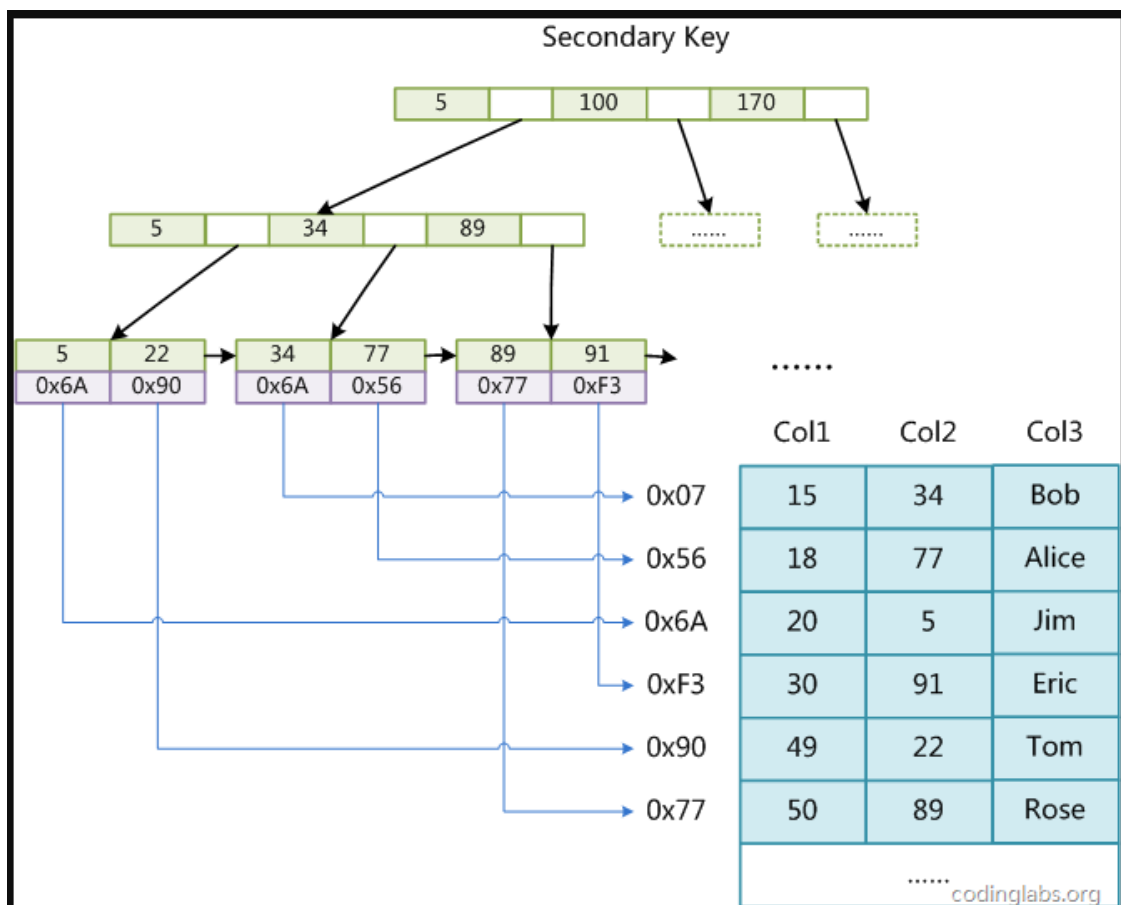 Secondary Key
5 100 170
5 34 89
...... ......
5 22 34 77 89 91
0x6A 0x90 0x6A 0x56 0x77 0xF3
......
Col1 Col2 Col3
0x07 15 34 Bob
0x56 18 77 Alice
0x6A 20 5 Jim
0xF3 30 91 Eric
0x90 49 22 Tom
0x77 50 89 Rose
......
codinglabs.org